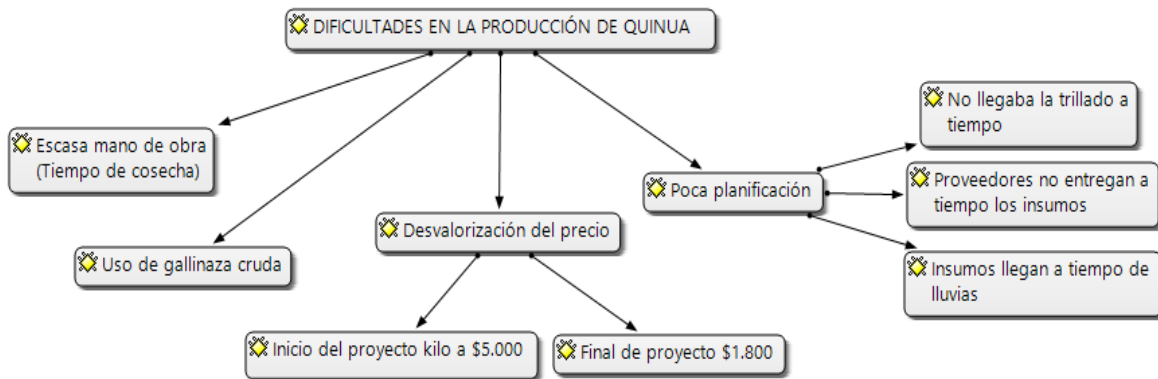 DIFICULTADES EN LA PRODUCCIÓN DE QUINUA
Escasa mano de obra
(Tiempo de cosecha)
Uso de gallinaza cruda
Desvalorización del precio
Inicio del proyecto kilo a $5.000
Final de proyecto $1.800
Poca planificación
No llegaba la trillado a
tiempo
Proveedores no entregan a
tiempo los insumos
Insumos llegan a tiempo de
lluvias